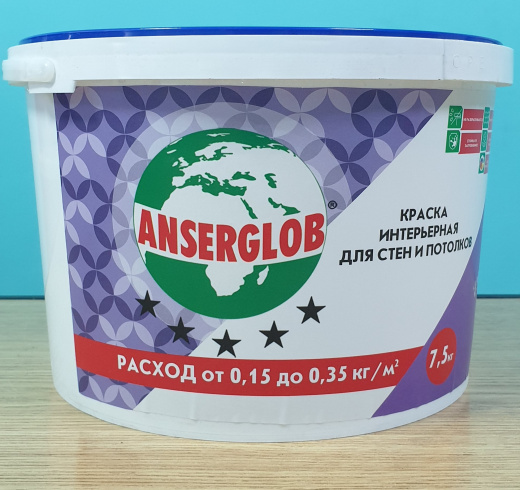 ANSERGLOB
®
КРАСКА
ИНТЕРЬЕРНАЯ
ДЛЯ СТЕН И ПОТОЛКОВ
РАСХОД от 0,15 до 0,35 кг/м²
7,5кг